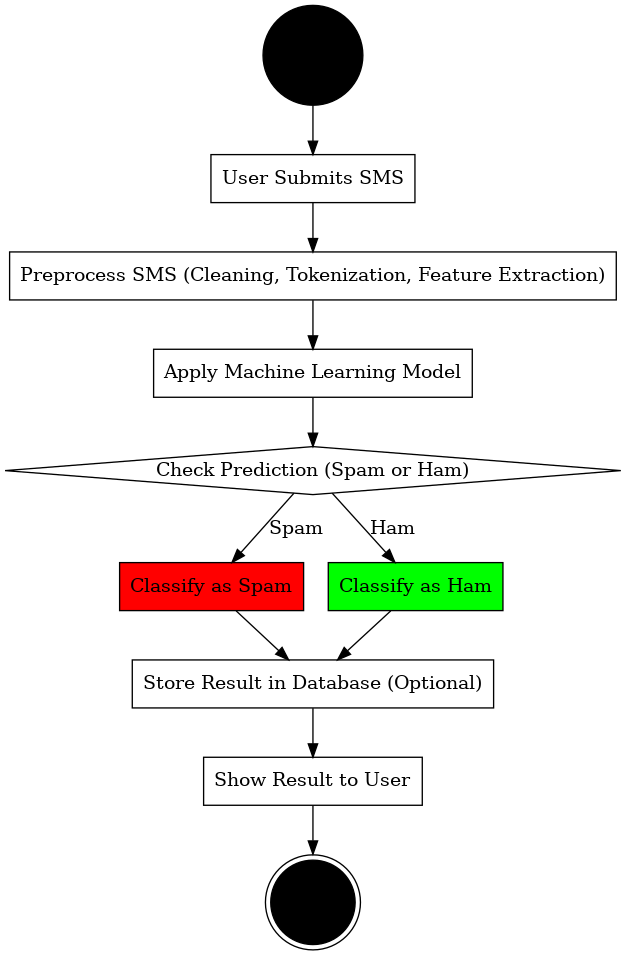 User Submits SMS
Preprocess SMS (Cleaning, Tokenization, Feature Extraction)
Apply Machine Learning Model
Check Prediction (Spam or Ham)
Spam
Ham
Classify as Spam
Classify as Ham
Store Result in Database (Optional)
Show Result to User